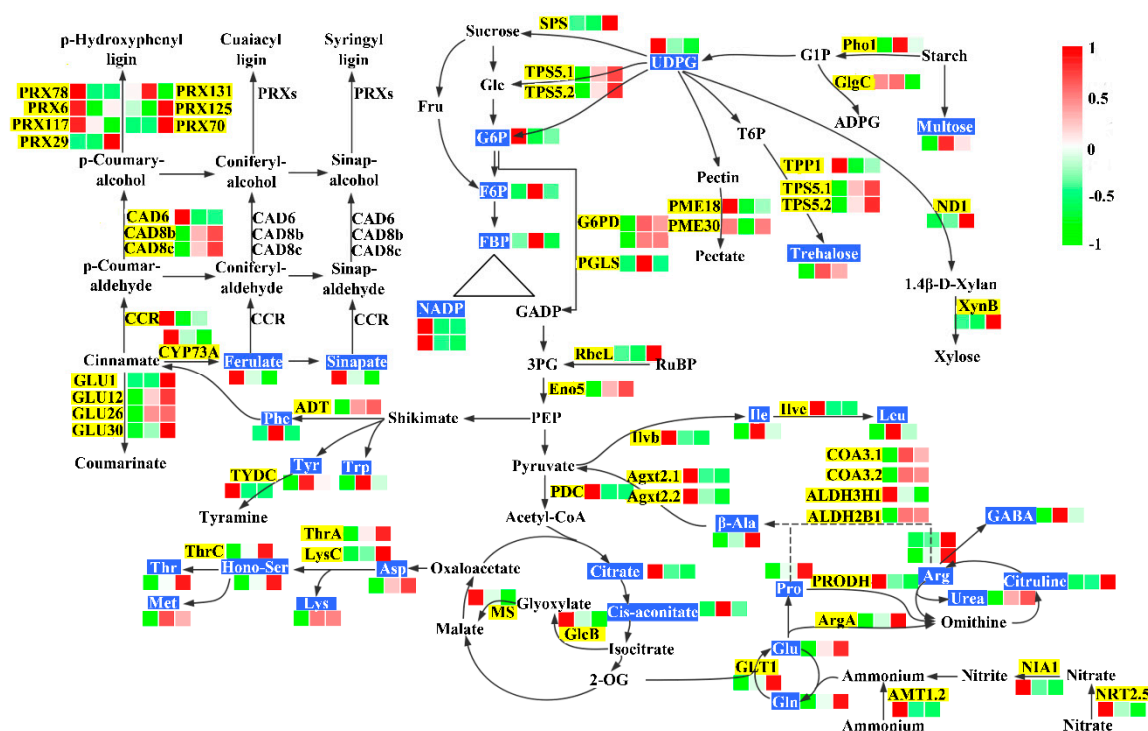 p-Hydroxyphenyl
ligin
Cuaiacyl
ligin
Syringyl
ligin
PRX78
PRX131
PRX6
PRX125
PRX117
PRX70
PRX29
PRXs
PRXs
p-Coumary-
alcohol
Coniferyl-
alcohol
Sinap-
alcohol
CAD6
CAD8b
CAD8c
CAD6
CAD8b
CAD8c
CAD6
CAD8b
CAD8c
p-Coumar-
aldehyde
Coniferyl-
aldehyde
Sinap-
aldehyde
CCR
CCR
CCR
Cinnamate
CYP73A
Ferulate
Sinapate
GLU1
GLU12
GLU26
GLU30
Coumarinate
Phe
ADT
Shikimate
TYDC
Tyr
Trp
Tyramine
Sucrose
SPS
Glc
TPS5.1
TPS5.2
Fru
G6P
F6P
FBP
NADP
GADP
G6PD
PGLS
3PG
RbcL
RuBP
Eno5
PEP
Pyruvate
PDC
Acetyl-CoA
UDPG
G1P
Pho1
Starch
GlgC
ADPG
Multose
T6P
Pectin
TPP1
TPS5.1
TPS5.2
PME18
PME30
Pectate
Trehalose
ND1
1.4β-D-Xylan
XynB
Xylose
1
0.5
0
-0.5
-1
Ilvb
Ile
Ilvc
Lcu
Agxt2.1
Agxt2.2
β-Ala
COA3.1
COA3.2
ALDH3H1
ALDH2B1
GABA
Pro
PRODH
Arg
Citruline
Urea
ArgA
Omithine
ThrA
ThrC
LysC
Thr
Hono-Ser
Asp
Oxaloacetate
Met
Lys
Citrate
Glyoxylate
Cis-aconitate
MS
GlcB
Malate
Isocitrate
2-OG
GLT1
Glu
Gln
Ammonium
Nitrite
NIA1
Nitrate
AMT1.2
NRT2.5
Ammonium
Nitrate